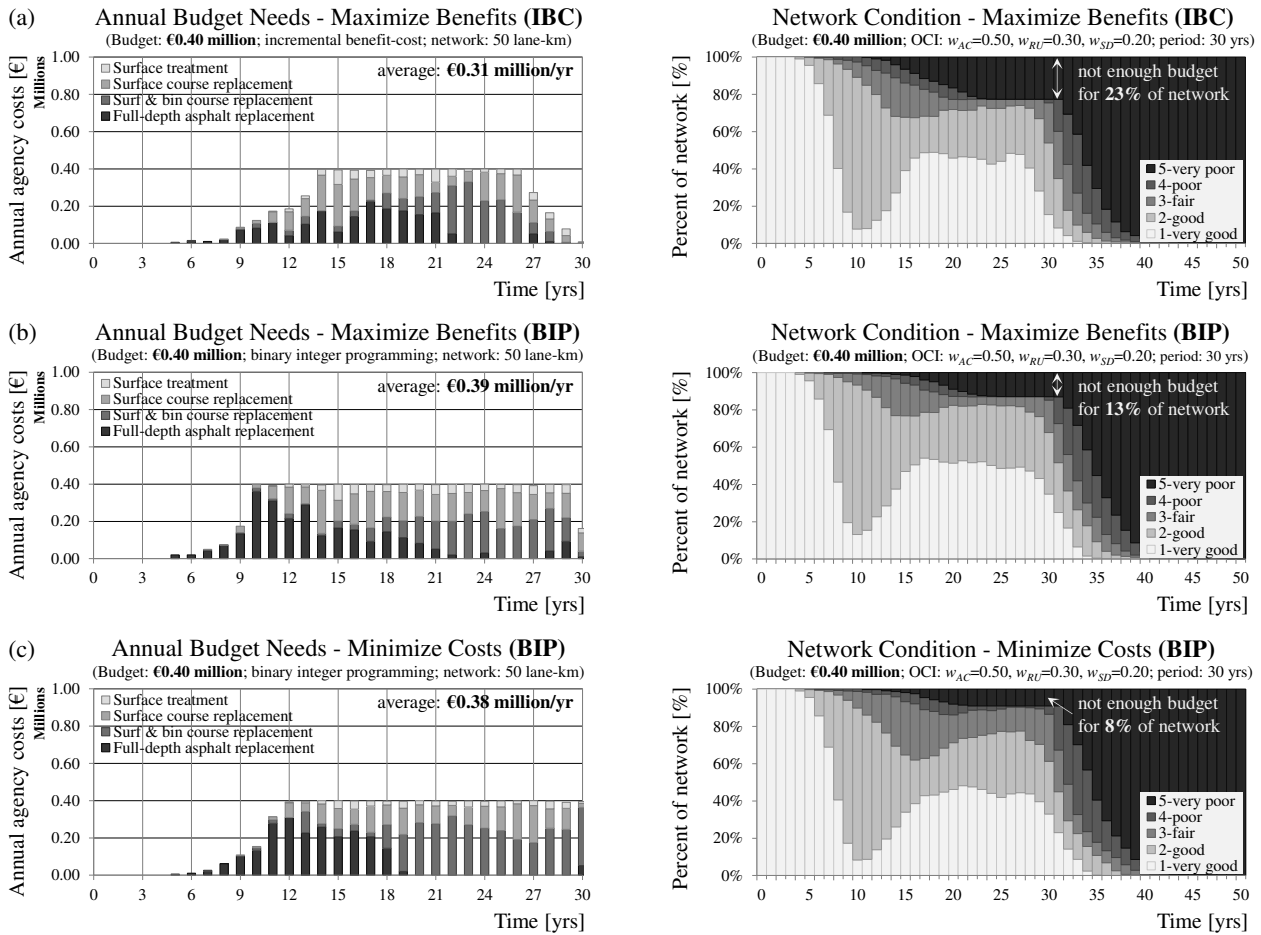 (a)
Annual Budget Needs - Maximize Benefits (IBC)
(Budget: €0.40 million; incremental benefit-cost; network: 50 lane-km)
Annual agency costs [€]
Millions
1.00
0.80
0.60
0.40
0.20
0.00
Surface treatment
Surface course replacement
Surf & bin course replacement
Full-depth asphalt replacement
average: €0.31 million/yr
0 3 6 9 12 15 18 21 24 27 30
Time [yrs]
Network Condition - Maximize Benefits (IBC)
(Budget: €0.40 million; OCI: wAC=0.50, wRU=0.30, wSD=0.20; period: 30 yrs)
Percent of network [%]
100%
80%
60%
40%
20%
0%
not enough budget
for 23% of network
5-very poor
4-poor
3-fair
2-good
1-very good
0 5 10 15 20 25 30 35 40 45 50
Time [yrs]
(b)
Annual Budget Needs - Maximize Benefits (BIP)
(Budget: €0.40 million; binary integer programming; network: 50 lane-km)
Annual agency costs [€]
Millions
1.00
0.80
0.60
0.40
0.20
0.00
Surface treatment
Surface course replacement
Surf & bin course replacement
Full-depth asphalt replacement
average: €0.39 million/yr
0 3 6 9 12 15 18 21 24 27 30
Time [yrs]
Network Condition - Maximize Benefits (BIP)
(Budget: €0.40 million; OCI: wAC=0.50, wRU=0.30, wSD=0.20; period: 30 yrs)
Percent of network [%]
100%
80%
60%
40%
20%
0%
not enough budget
for 13% of network
5-very poor
4-poor
3-fair
2-good
1-very good
0 5 10 15 20 25 30 35 40 45 50
Time [yrs]
(c)
Annual Budget Needs - Minimize Costs (BIP)
(Budget: €0.40 million; binary integer programming; network: 50 lane-km)
Annual agency costs [€]
Millions
1.00
0.80
0.60
0.40
0.20
0.00
Surface treatment
Surface course replacement
Surf & bin course replacement
Full-depth asphalt replacement
average: €0.38 million/yr
0 3 6 9 12 15 18 21 24 27 30
Time [yrs]
Network Condition - Minimize Costs (BIP)
(Budget: €0.40 million; OCI: wAC=0.50, wRU=0.30, wSD=0.20; period: 30 yrs)
Percent of network [%]
100%
80%
60%
40%
20%
0%
not enough budget
for 8% of network
5-very poor
4-poor
3-fair
2-good
1-very good
0 5 10 15 20 25 30 35 40 45 50
Time [yrs]